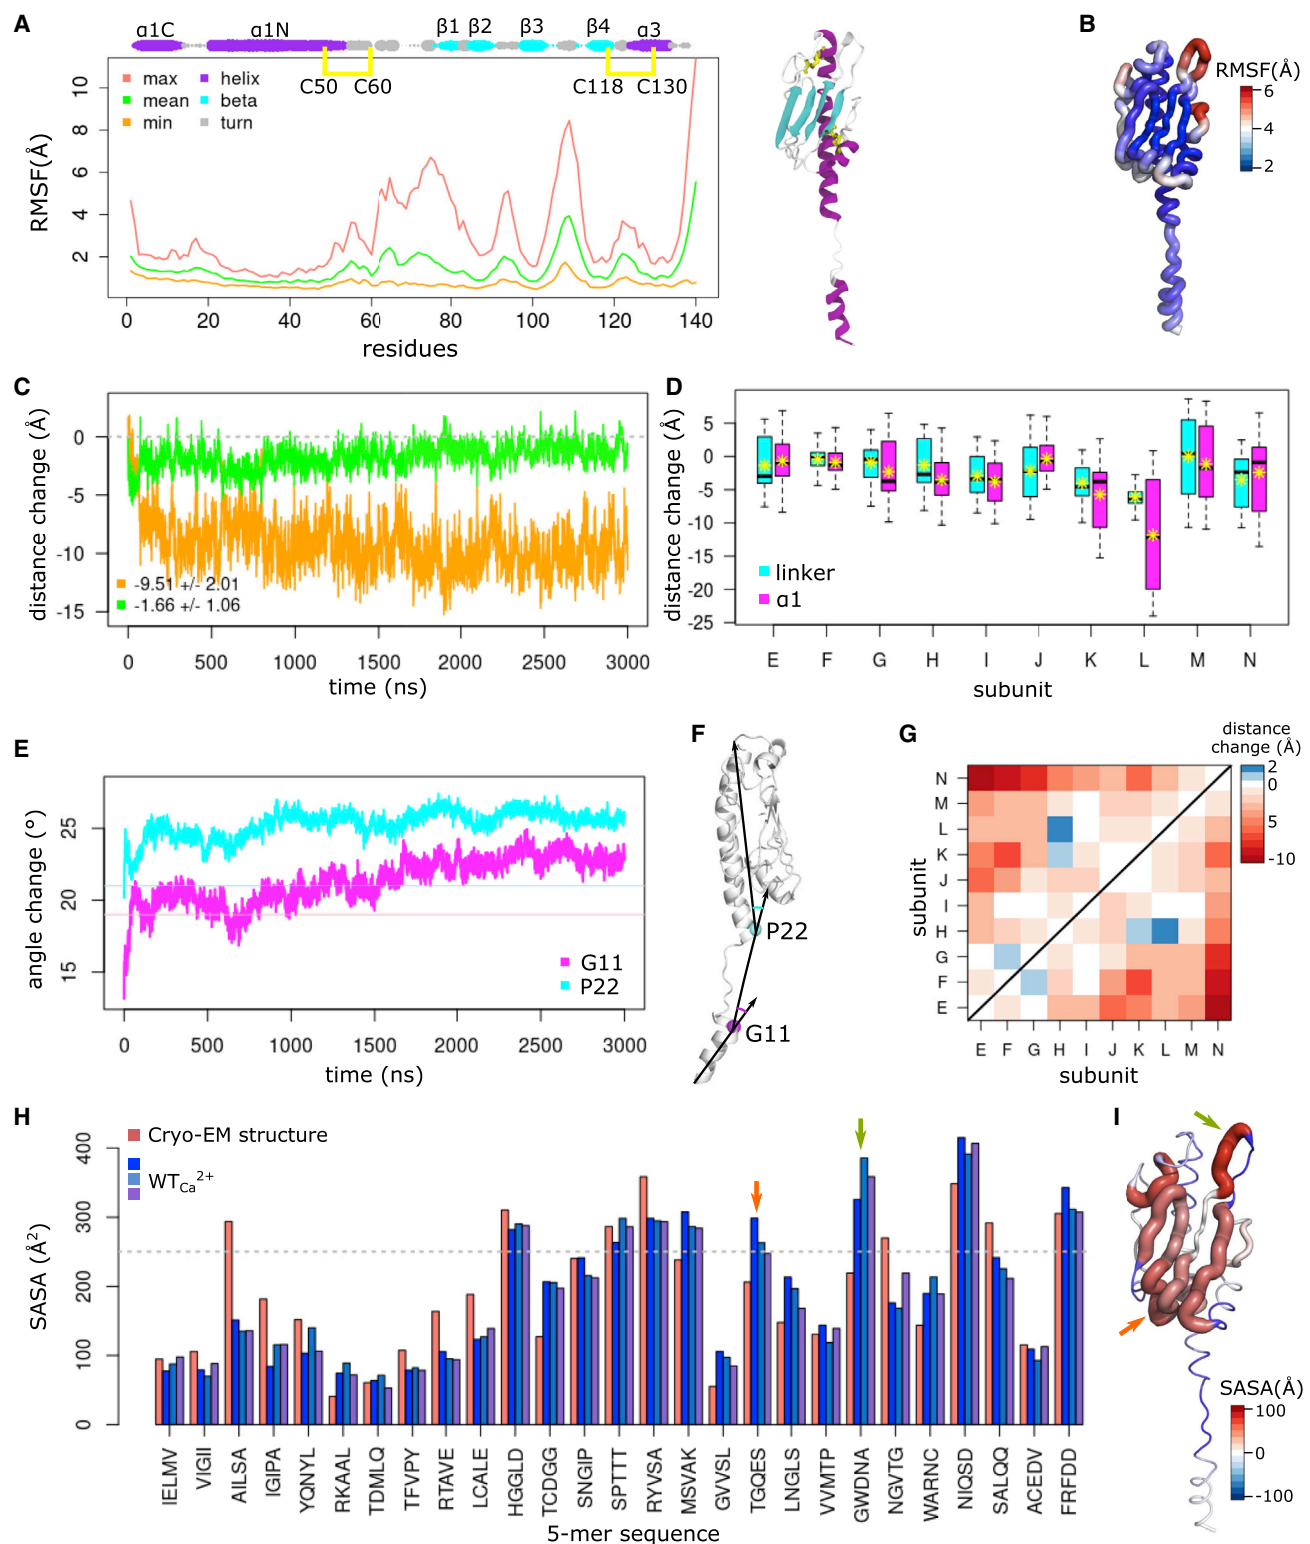 A
α1C
α1N
β1
β2
β3
β4
α3
C50
C60
C118
C130
max
mean
min
helix
beta
turn
RMSF(Å)
10
8
6
4
2
0
20
40
60
80
100
120
140
residues
B
RMSF(Å)
6
4
2
C
distance change (Å)
0
-5
-10
-15
-9.51 +/- 2.01
-1.66 +/- 1.06
0
500
1000
1500
2000
2500
3000
time (ns)
D
distance change (Å)
5
0
-5
-10
-15
-20
-25
linker
α1
E
F
G
H
I
J
K
L
M
N
subunit
E
angle change (°)
25
20
15
G11
P22
0
500
1000
1500
2000
2500
3000
time (ns)
F
P22
G11
G
distance
change (Å)
2
0
5
-10
subunit
N
M
L
K
J
I
H
G
F
E
E
F
G
H
I
J
K
L
M
N
subunit
H
Cryo-EM structure
WTCa2+
SASA (Å2)
400
300
200
100
0
IELMV
VIGII
AILSA
IGIPA
YQNYL
RKAAL
TDMLQ
TFVPY
RTAVE
LCALE
HGGLD
TCDGG
SNGIP
SPTTT
RYVSA
MSVAK
GVVSL
TGQES
LNGLS
VVMTP
GWDNA
NGVTG
WARNC
NIQSD
SALQQ
ACEDV
FRFDD
5-mer sequence
I
SASA(Å)
100
0
-100